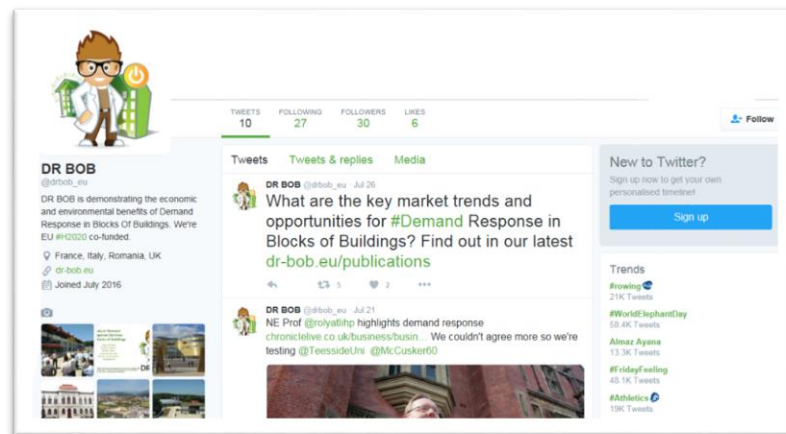 TWEETS FOLLOWING FOLLOWERS LIKES
10 27 30 6
Follow
DR BOB
@drbob_eu
DR BOB is demonstrating the economic
and environmental benefits of Demand
Response in Blocks Of Buildings. We're
EU #H2020 co-funded.
France, Italy, Romania, UK
dr-bob.eu
Joined July 2016
Tweets Tweets & replies Media
DR BOB @drbob_eu Jul 26
What are the key market trends and
opportunities for #Demand Response in
Blocks of Buildings? Find out in our latest
dr-bob.eu/publications
5 2
DR BOB @drbob_eu Jul 21
NE Prof @rolyatlihp highlights demand response
chroniclelive.co.uk/business/busin... We couldn't agree more so we're
testing @TeessideUni @McCusker60
New to Twitter?
Sign up now to get your own
personalised timeline!
Sign up
Trends
#rowing
21K Tweets
#WorldElephantDay
58.4K Tweets
Almaz Ayana
13.3K Tweets
#FridayFeeling
48.1K Tweets
#Athletics
19K Tweets